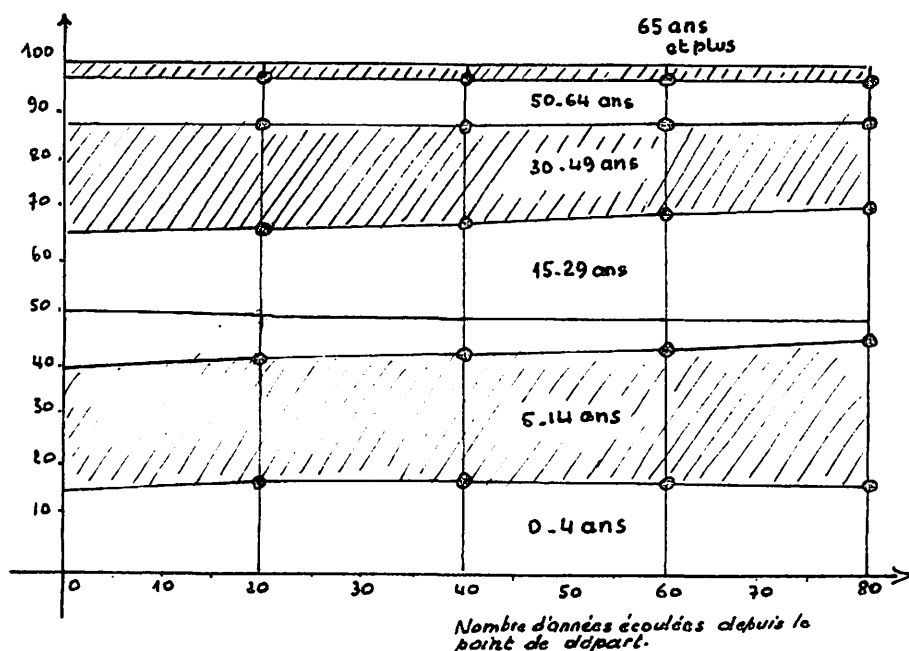 65 ans
et plus
100
90
80
70
60
50
40
30
20
10
50-64 ans
30-49 ans
15-29 ans
5-14 ans
0-4 ans
0 10 20 30 40 50 60 70 80
Nombre d'années écoulées depuis le
point de départ.